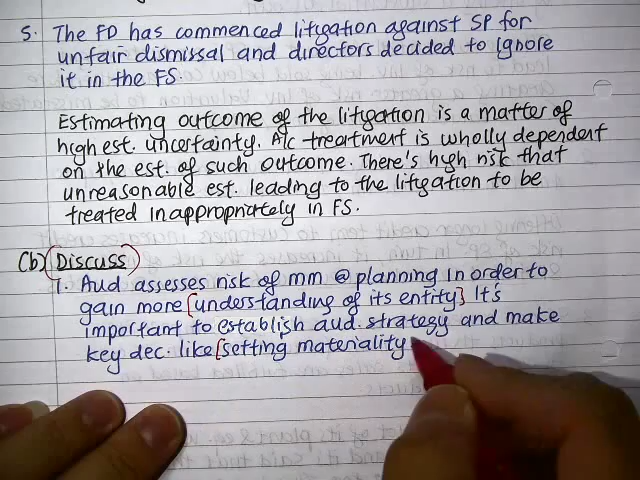 5. The FD has commenced litigation against SP for
unfair dismissal and directors decided to ignore
it in the FS.
Estimating outcome of the litigation is a matter of
high est. uncertainty. A/c treatment is wholly dependent
on the est. of such outcome. There's high risk that
unreasonable est. leading to the litigation to be
treated inappropriately in FS.
(b) (Discuss)
1. Aud assesses risk of mm @ planning in order to
gain more [understanding of its entity] It's
important to establish aud. strategy and make
key dec. like [setting materiality